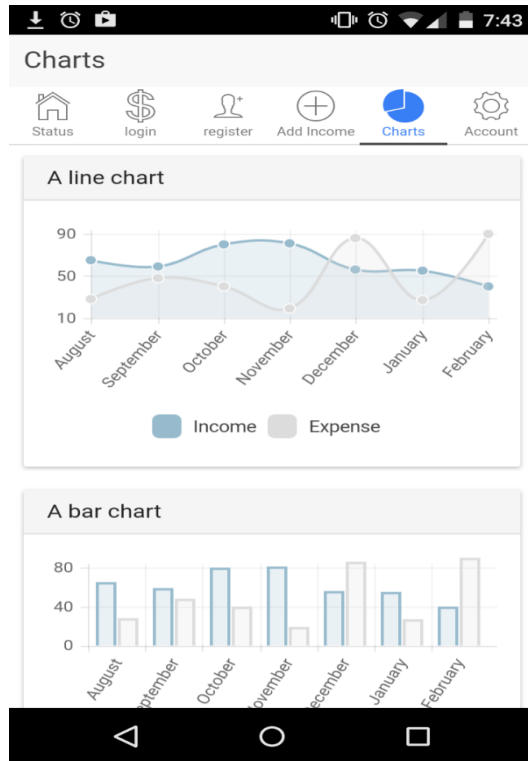 7:43
Charts
Status login register Add Income Charts Account
A line chart
90
50
10
August September October November December January February
Income Expense
A bar chart
80
40
0
August October January February